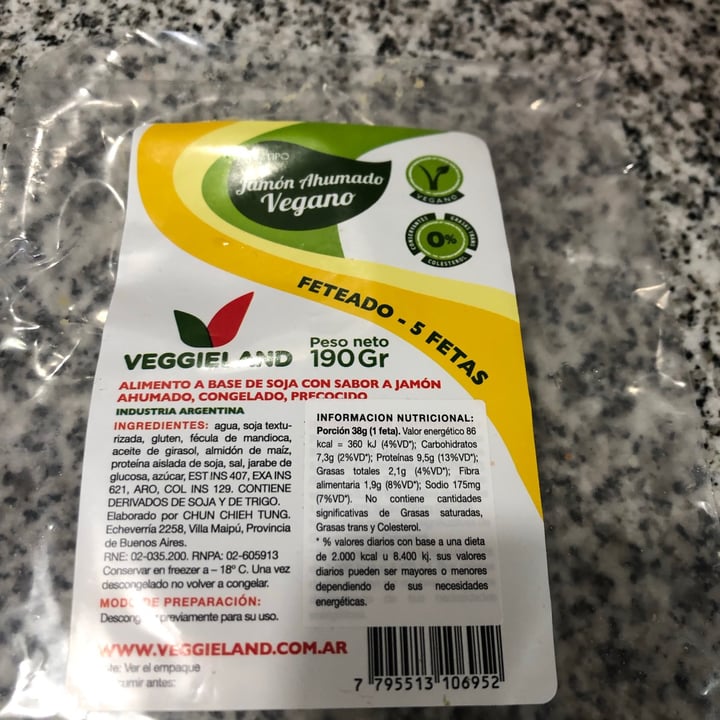 TIPO
Jamón Ahumado
Vegano
VEGANO
CONSERVANTES
GRASAS TRANS
0%
COLESTEROL
FETEADO - 5 FETAS
VEGGIELAND
Peso neto
190Gr
ALIMENTO A BASE DE SOJA CON SABOR A JAMÓN
AHUMADO, CONGELADO, PRECOCIDO
INDUSTRIA ARGENTINA
INGREDIENTES: agua, soja textu-
rizada, gluten, fécula de mandioca,
aceite de girasol, almidón de maíz,
proteína aislada de soja, sal, jarabe de
glucosa, azúcar, EST INS 407, EXA INS
621, ARO, COL INS 129. CONTIENE
DERIVADOS DE SOJA Y DE TRIGO.
Elaborado por CHUN CHIEH TUNG.
Echeverría 2258, Villa Maipú, Provincia
de Buenos Aires.
RNE: 02-035.200. RNPA: 02-605913
Conservar en freezer a – 18º C. Una vez
descongelado no volver a congelar.
MODO DE PREPARACIÓN:
previamente para su uso.
WWW.VEGGIELAND.COM.AR
Ver el empaque
antes:
INFORMACION NUTRICIONAL:
Porción 38g (1 feta). Valor energético 86
kcal = 360 kJ (4%VD*); Carbohidratos
7,3g (2%VD*); Proteínas 9,5g (13%VD*);
Grasas totales 2,1g (4%VD*); Fibra
alimentaria 1,9g (8%VD*); Sodio 175mg
(7%VD*). No contiene cantidades
significativas de Grasas saturadas,
Grasas trans y Colesterol.
* % valores diarios con base a una dieta
de 2.000 kcal u 8.400 kj. sus valores
diarios pueden ser mayores o menores
dependiendo de sus necesidades
energéticas.
7 795513 106952